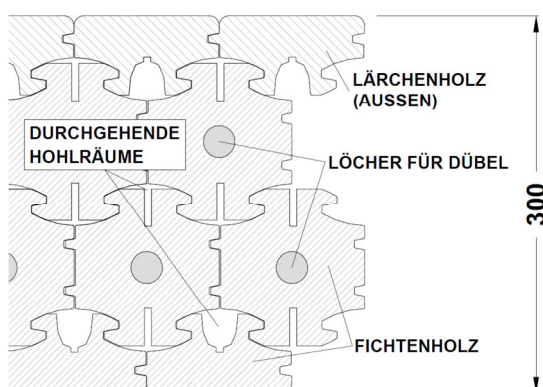 LÄRCHENHOLZ
(AUSSEN)
DURCHGEHENDE
HOHLRÄUME
LÖCHER FÜR DÜBEL
300
FICHTENHOLZ